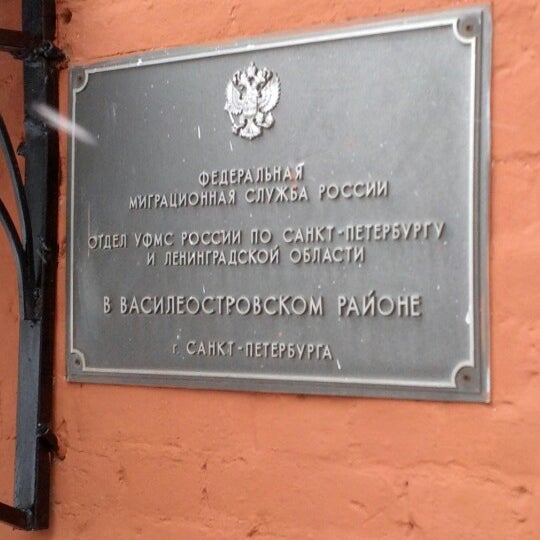 ФЕДЕРАЛЬНАЯ
МИГРАЦИОННАЯ СЛУЖБА РОССИИ
ОТДЕЛ УФМС РОССИИ ПО САНКТ-ПЕТЕРБУРГУ
И ЛЕНИНГРАДСКОЙ ОБЛАСТИ
В ВАСИЛЕОСТРОВСКОМ РАЙОНЕ
г. САНКТ-ПЕТЕРБУРГА